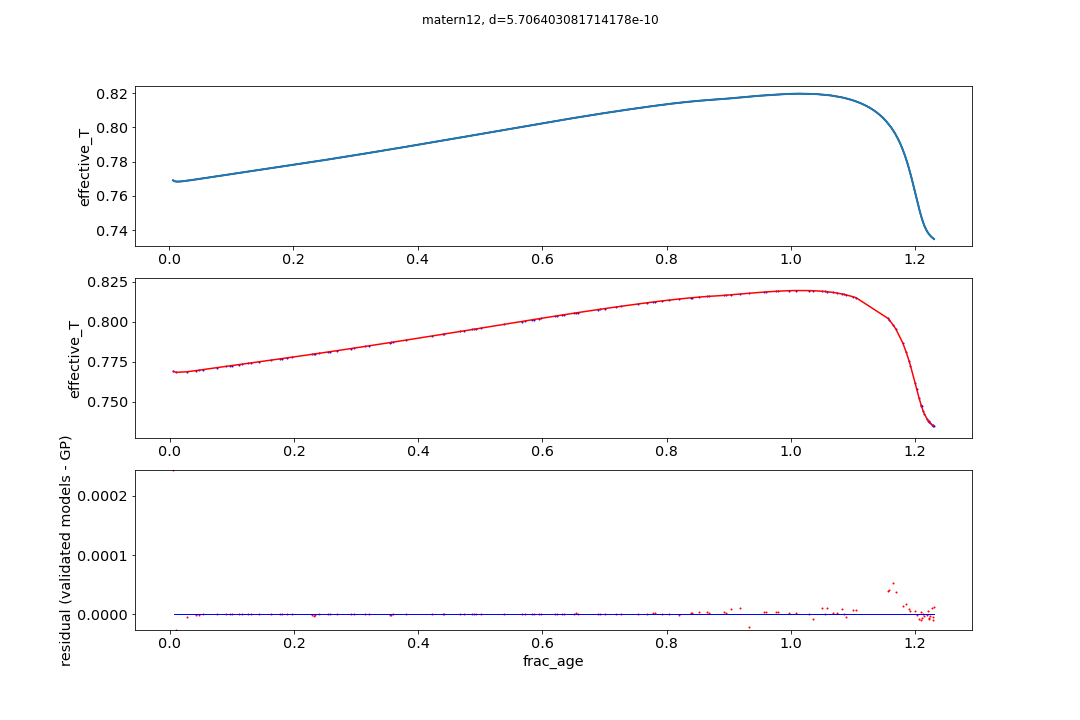 matern12, d=5.706403081714178e-10
effective_T
0.82
0.80
0.78
0.76
0.74
0.0 0.2 0.4 0.6 0.8 1.0 1.2
effective_T
0.825
0.800
0.775
0.750
0.0 0.2 0.4 0.6 0.8 1.0 1.2
residual (validated models - GP)
0.0002
0.0001
0.0000
0.0 0.2 0.4 0.6 0.8 1.0 1.2
frac_age